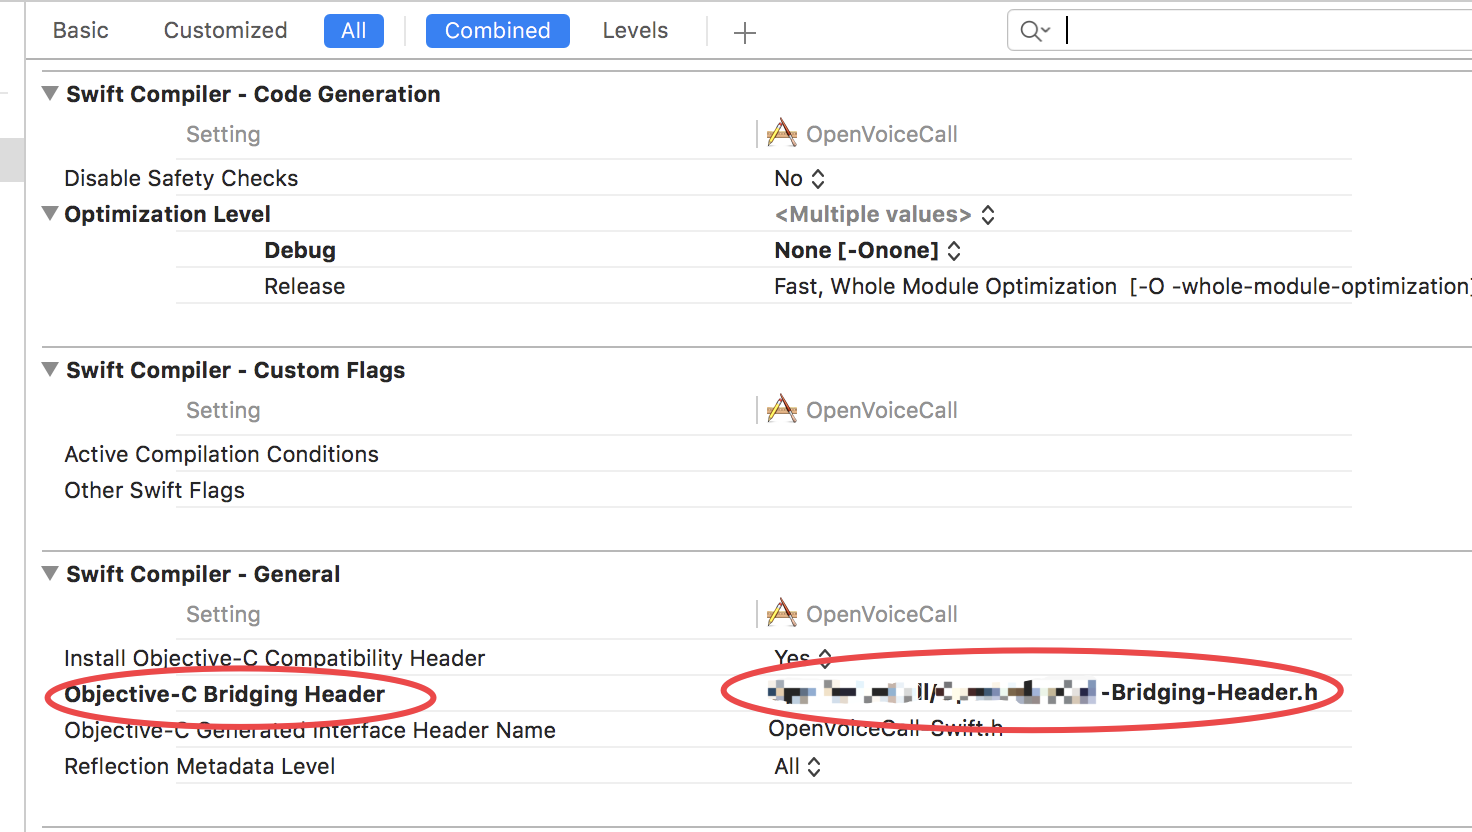 Basic Customized All Combined Levels
Swift Compiler - Code Generation
Setting OpenVoiceCall
Disable Safety Checks No
Optimization Level <Multiple values>
Debug None [-Onone]
Release Fast, Whole Module Optimization [-O -whole-module-optimization]
Swift Compiler - Custom Flags
Setting OpenVoiceCall
Active Compilation Conditions
Other Swift Flags
Swift Compiler - General
Setting OpenVoiceCall
Install Objective-C Compatibility Header Yes
Objective-C Bridging Header -Bridging-Header.h
Objective-C Generated Interface Header Name OpenVoiceCall-Swift.h
Reflection Metadata Level All